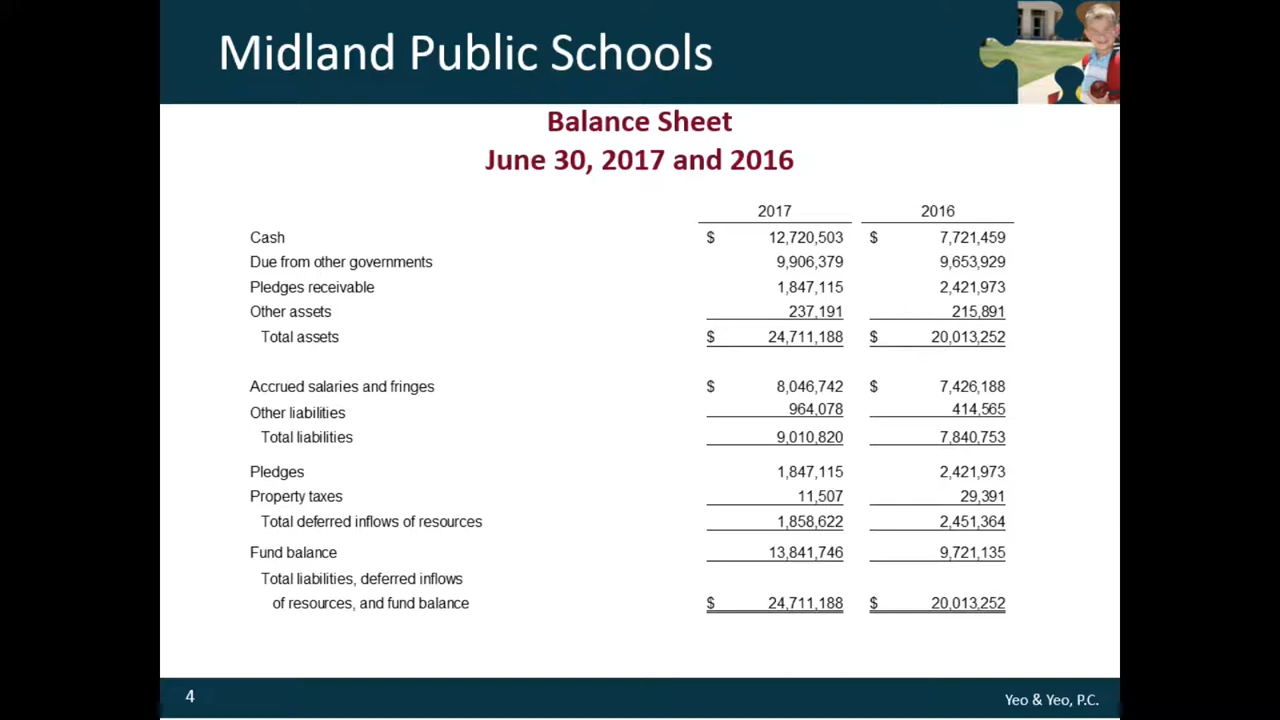 Midland Public Schools
Balance Sheet
June 30, 2017 and 2016
2017 2016
Cash $ 12,720,503 $ 7,721,459
Due from other governments 9,906,379 9,653,929
Pledges receivable 1,847,115 2,421,973
Other assets 237,191 215,891
Total assets $ 24,711,188 $ 20,013,252
Accrued salaries and fringes $ 8,046,742 $ 7,426,188
Other liabilities 964,078 414,565
Total liabilities 9,010,820 7,840,753
Pledges 1,847,115 2,421,973
Property taxes 11,507 29,391
Total deferred inflows of resources 1,858,622 2,451,364
Fund balance 13,841,746 9,721,135
Total liabilities, deferred inflows
of resources, and fund balance $ 24,711,188 $ 20,013,252
4 Yeo & Yeo, P.C.